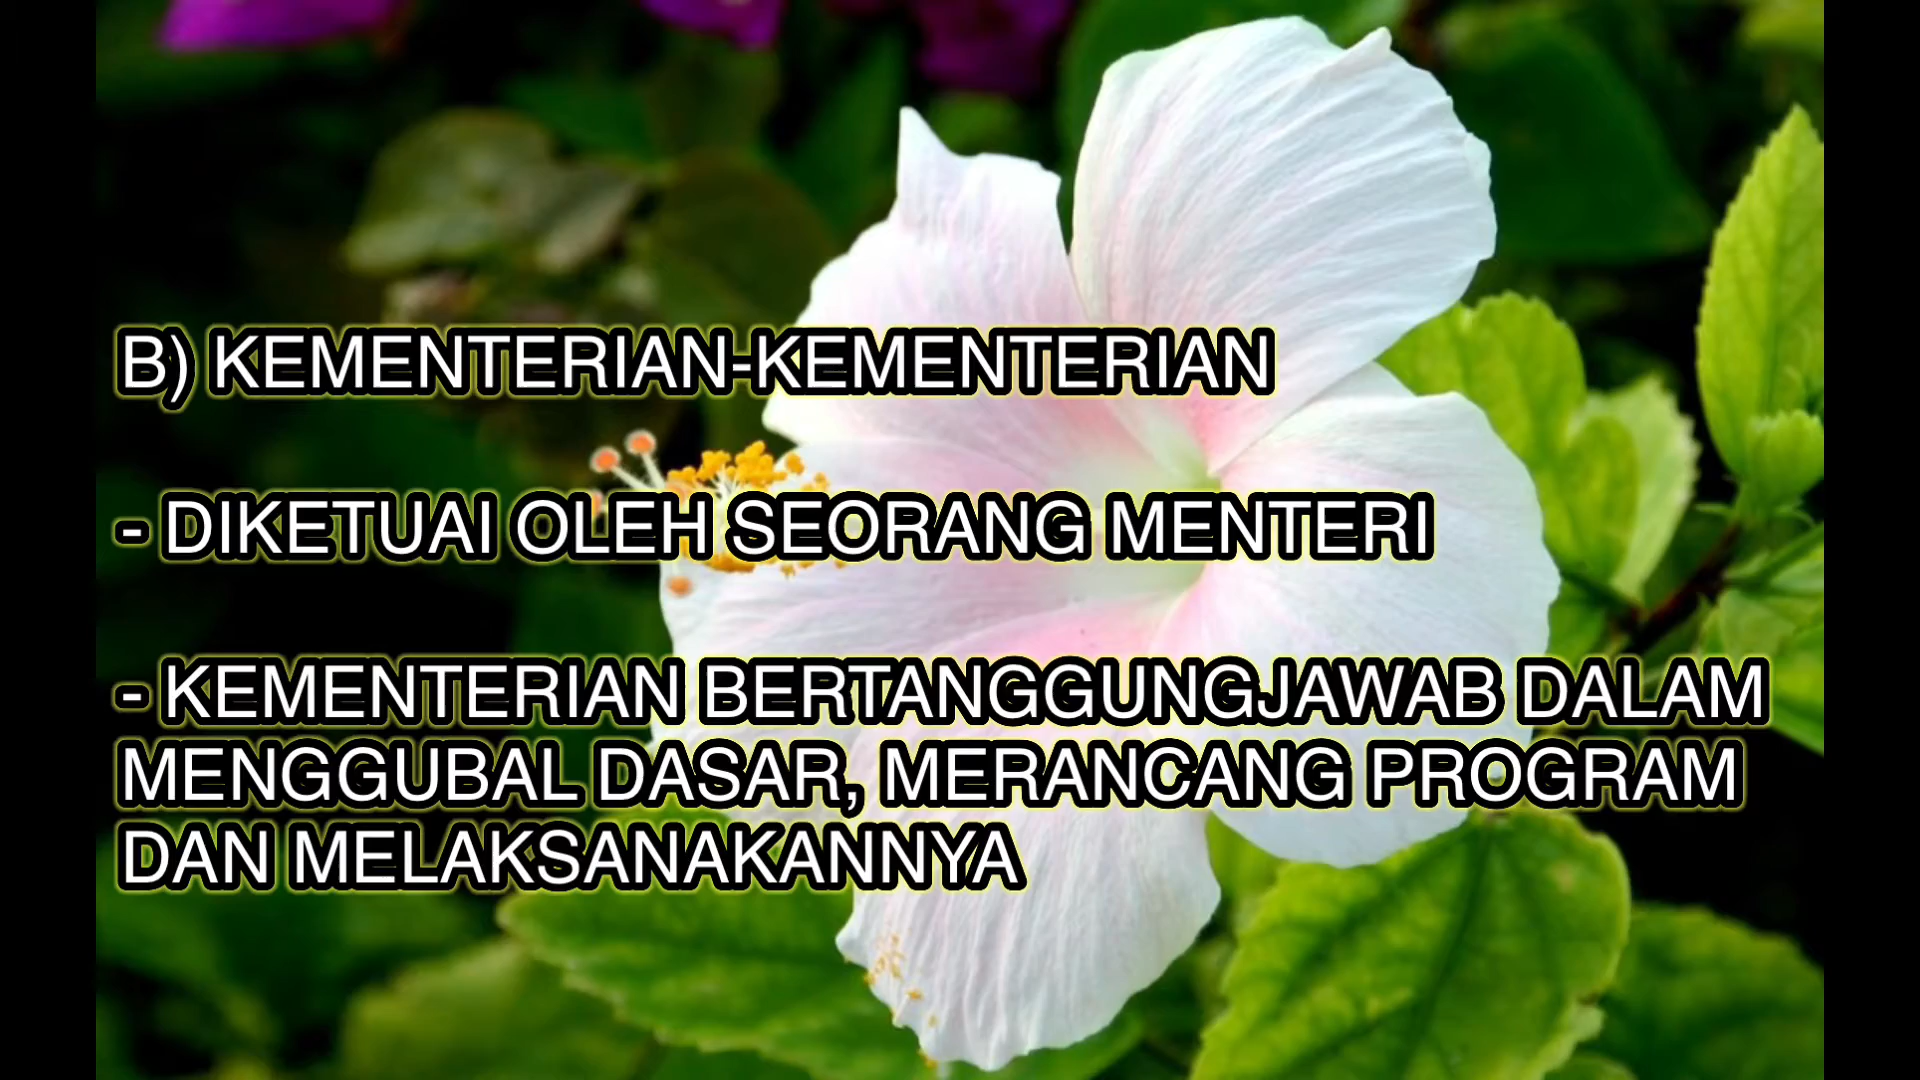 B) KEMENTERIAN-KEMENTERIAN
- DIKETUAI OLEH SEORANG MENTERI
- KEMENTERIAN BERTANGGUNGJAWAB DALAM
MENGGUBAL DASAR, MERANCANG PROGRAM
DAN MELAKSANAKANNYA